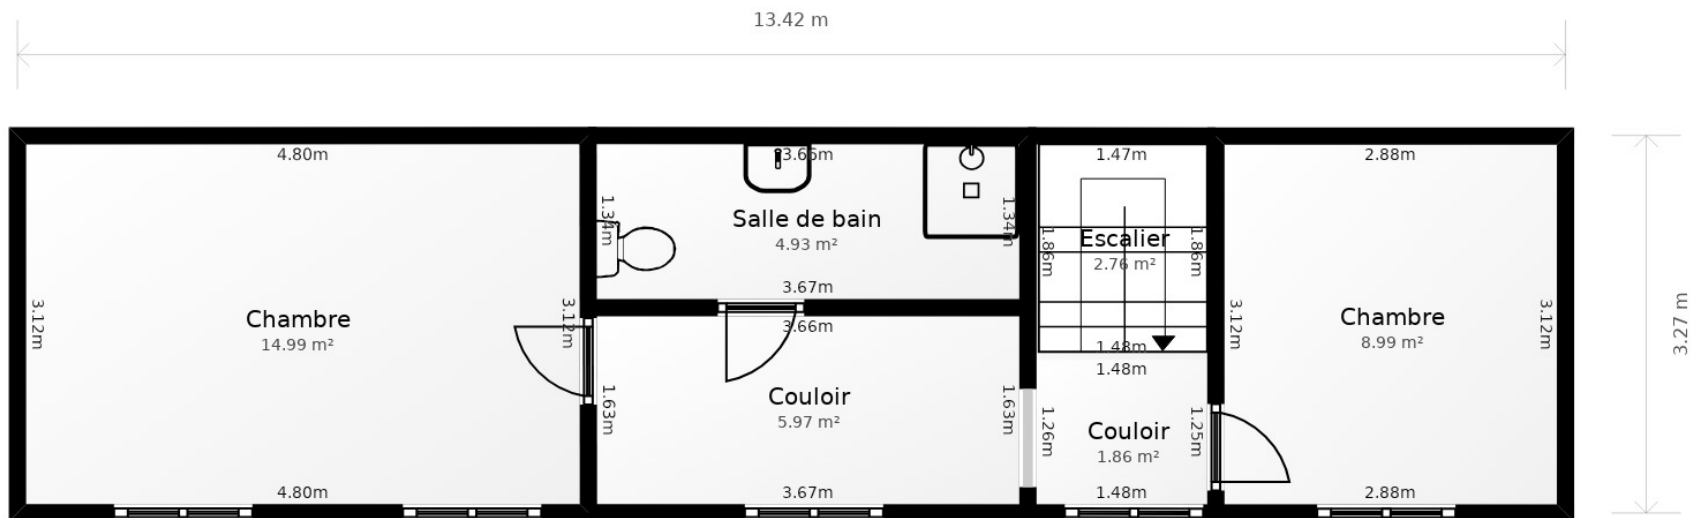 13.42 m
4.80m
3.66m
1.47m
2.88m
3.12m
Chambre
14.99 m²
3.12m
4.80m
1.34m
Salle de bain
4.93 m²
1.34m
3.67m
3.66m
1.63m
Couloir
5.97 m²
1.63m
3.67m
1.86m
Escalier
2.76 m²
1.86m
1.48m
1.48m
1.26m
Couloir
1.86 m²
1.25m
1.48m
3.12m
Chambre
8.99 m²
3.12m
2.88m
3.27 m